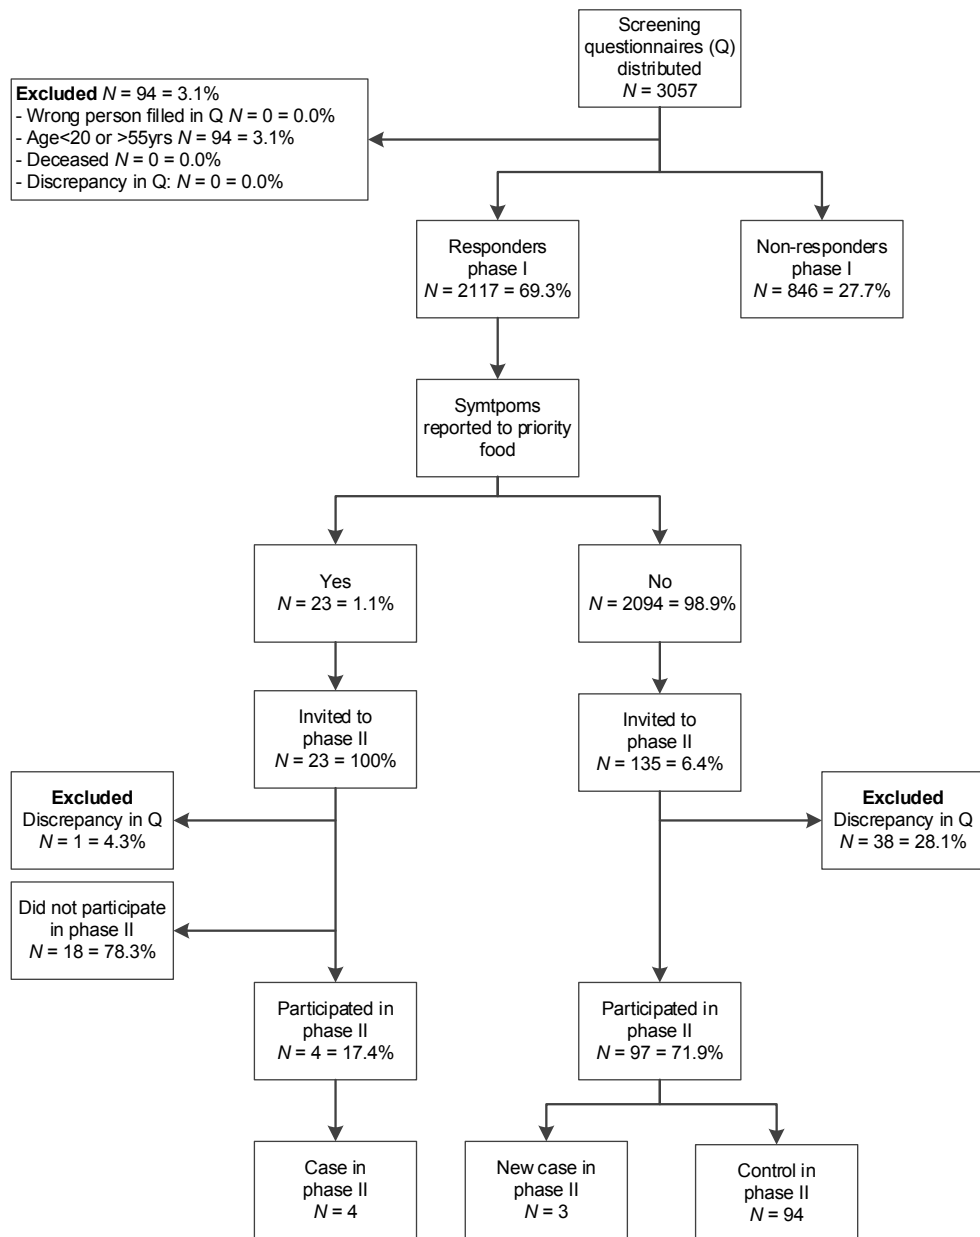 Screening
questionnaires (Q)
distributed
N = 3057
Excluded N = 94 = 3.1%
- Wrong person filled in Q N = 0 = 0.0%
- Age<20 or >55yrs N = 94 = 3.1%
- Deceased N = 0 = 0.0%
- Discrepancy in Q: N = 0 = 0.0%
Responders
phase I
N = 2117 = 69.3%
Non-responders
phase I
N = 846 = 27.7%
Symtpoms
reported to priority
food
Yes
N = 23 = 1.1%
No
N = 2094 = 98.9%
Invited to
phase II
N = 23 = 100%
Invited to
phase II
N = 135 = 6.4%
Excluded
Discrepancy in Q
N = 1 = 4.3%
Excluded
Discrepancy in Q
N = 38 = 28.1%
Did not participate
in phase II
N = 18 = 78.3%
Participated in
phase II
N = 4 = 17.4%
Participated in
phase II
N = 97 = 71.9%
Case in
phase II
N = 4
New case in
phase II
N = 3
Control in
phase II
N = 94